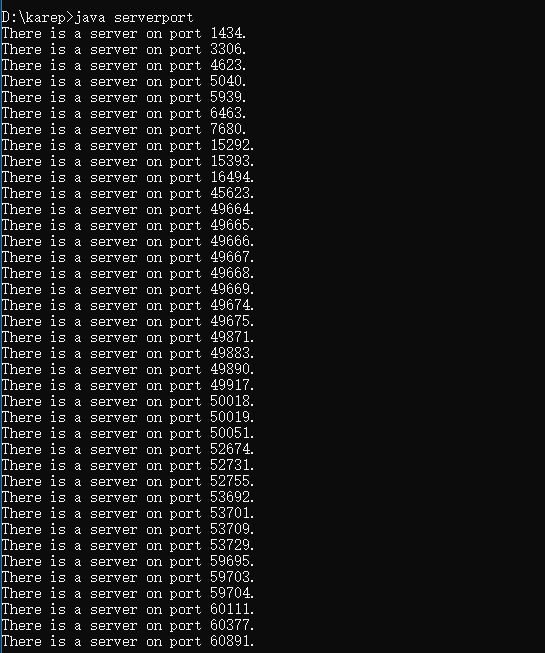 D:\karep>java serverport
There is a server on port 1434.
There is a server on port 3306.
There is a server on port 4623.
There is a server on port 5040.
There is a server on port 5939.
There is a server on port 6463.
There is a server on port 7680.
There is a server on port 15292.
There is a server on port 15393.
There is a server on port 16494.
There is a server on port 45623.
There is a server on port 49664.
There is a server on port 49665.
There is a server on port 49666.
There is a server on port 49667.
There is a server on port 49668.
There is a server on port 49669.
There is a server on port 49674.
There is a server on port 49675.
There is a server on port 49871.
There is a server on port 49883.
There is a server on port 49890.
There is a server on port 49917.
There is a server on port 50018.
There is a server on port 50019.
There is a server on port 50051.
There is a server on port 52674.
There is a server on port 52731.
There is a server on port 52755.
There is a server on port 53692.
There is a server on port 53701.
There is a server on port 53709.
There is a server on port 53729.
There is a server on port 59695.
There is a server on port 59703.
There is a server on port 59704.
There is a server on port 60111.
There is a server on port 60377.
There is a server on port 60891.